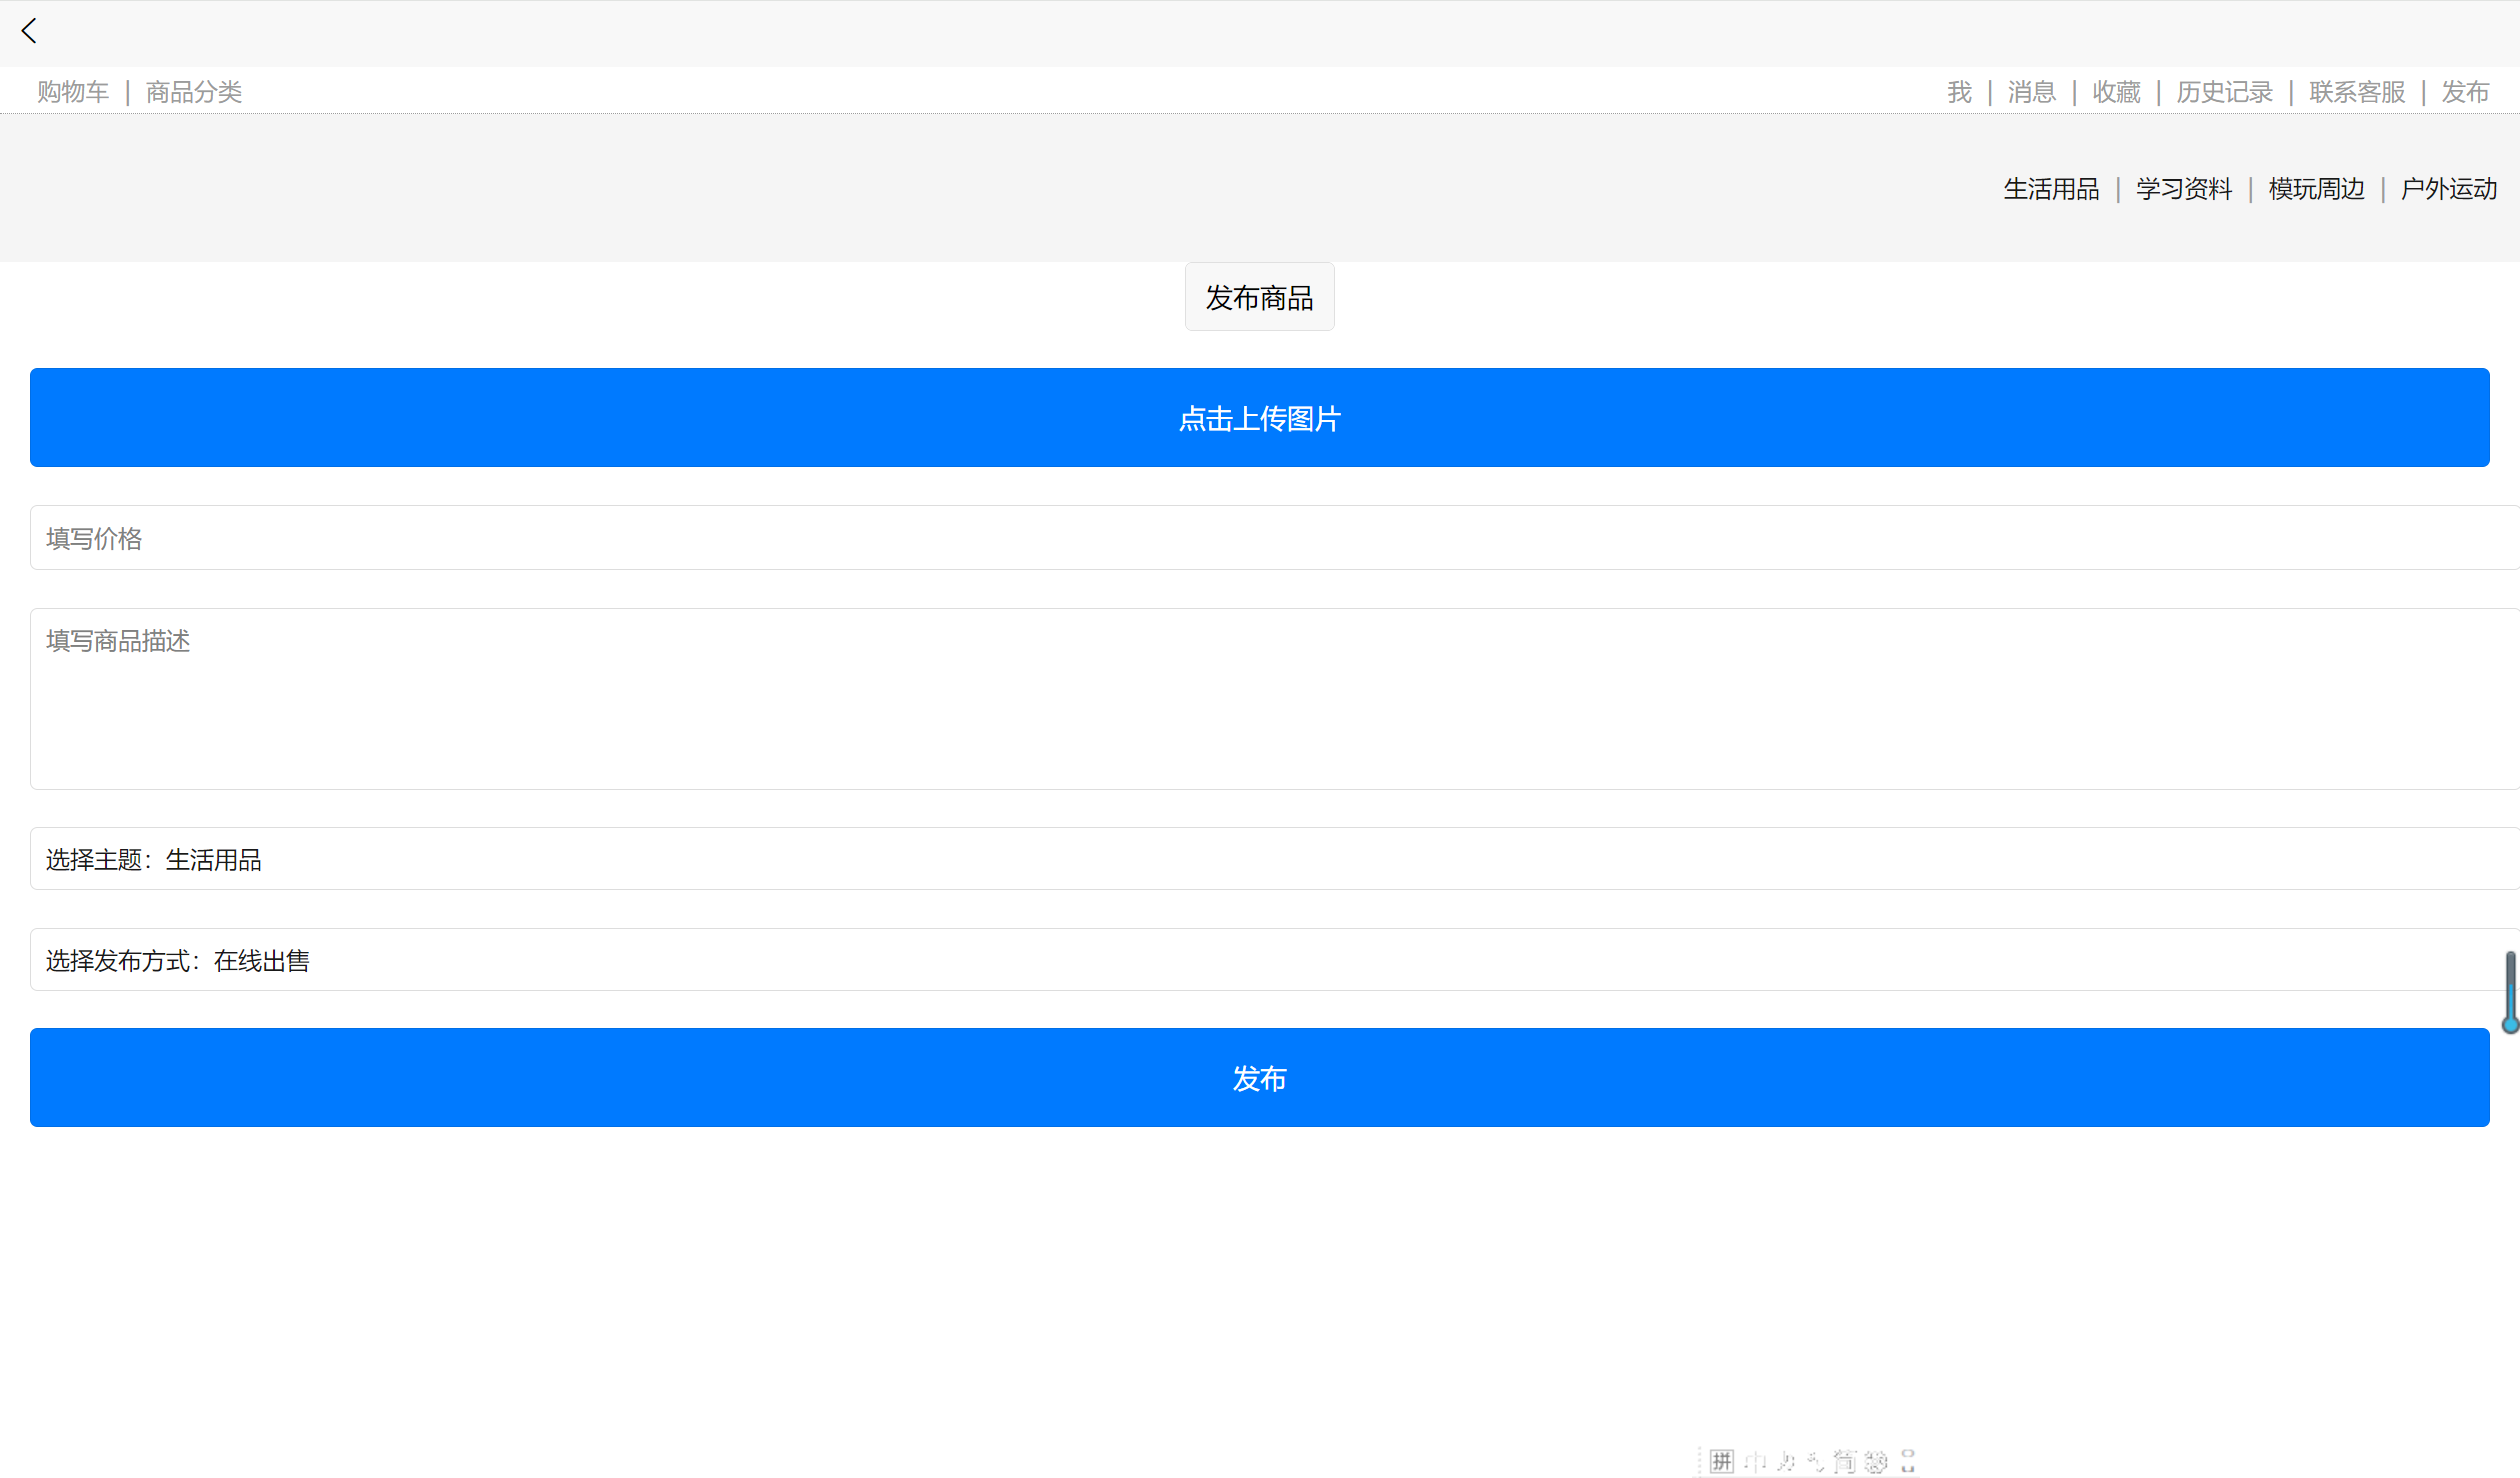 购物车 | 商品分类 我 | 消息 | 收藏 | 历史记录 | 联系客服 | 发布
生活用品 | 学习资料 | 模玩周边 | 户外运动
发布商品
点击上传图片
填写价格
填写商品描述
选择主题：生活用品
选择发布方式：在线出售
发布
拼 中 简